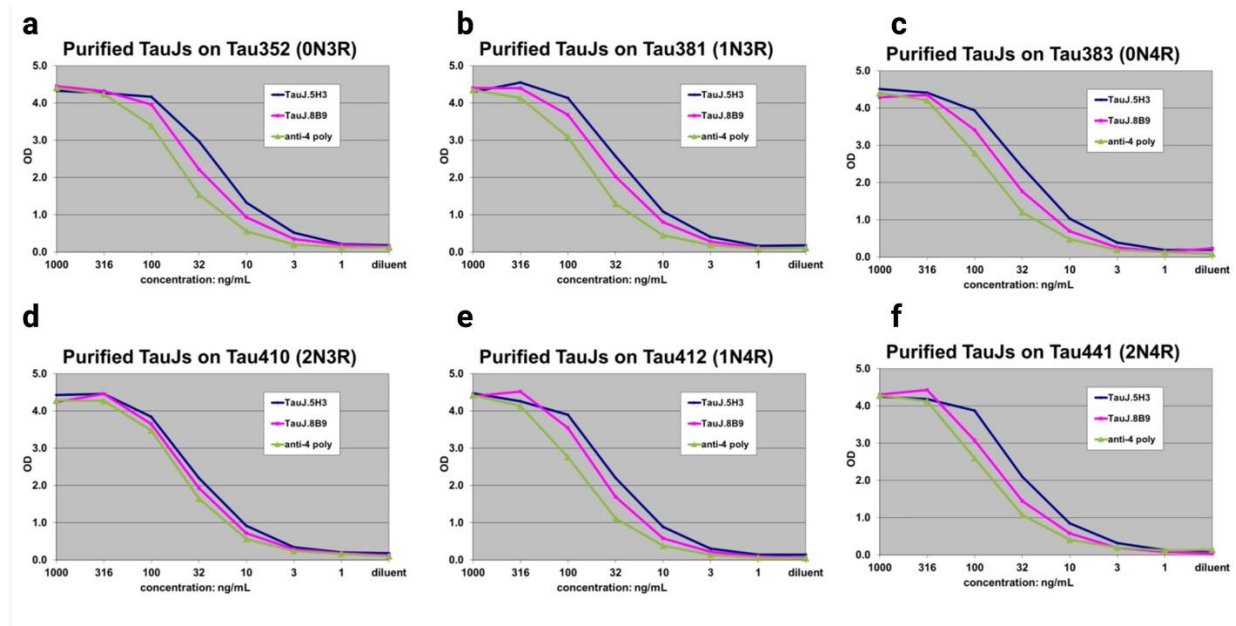 a
Purified TauJs on Tau352 (0N3R)
5.0
4.0
3.0
2.0
1.0
0.0
OD
TauJ.5H3
TauJ.8B9
anti-4 poly
1000 316 100 32 10 3 1 diluent
concentration: ng/mL
b
Purified TauJs on Tau381 (1N3R)
5.0
4.0
3.0
2.0
1.0
0.0
OD
TauJ.5H3
TauJ.8B9
anti-4 poly
1000 316 100 32 10 3 1 diluent
concentration: ng/mL
c
Purified TauJs on Tau383 (0N4R)
5.0
4.0
3.0
2.0
1.0
0.0
OD
TauJ.5H3
TauJ.8B9
anti-4 poly
1000 316 100 32 10 3 1 diluent
concentration: ng/mL
d
Purified TauJs on Tau410 (2N3R)
5.0
4.0
3.0
2.0
1.0
0.0
OD
TauJ.5H3
TauJ.8B9
anti-4 poly
1000 316 100 32 10 3 1 diluent
concentration: ng/mL
e
Purified TauJs on Tau412 (1N4R)
5.0
4.0
3.0
2.0
1.0
0.0
OD
TauJ.5H3
TauJ.8B9
anti-4 poly
1000 316 100 32 10 3 1 diluent
concentration: ng/mL
f
Purified TauJs on Tau441 (2N4R)
5.0
4.0
3.0
2.0
1.0
0.0
OD
TauJ.5H3
TauJ.8B9
anti-4 poly
1000 316 100 32 10 3 1 diluent
concentration: ng/mL